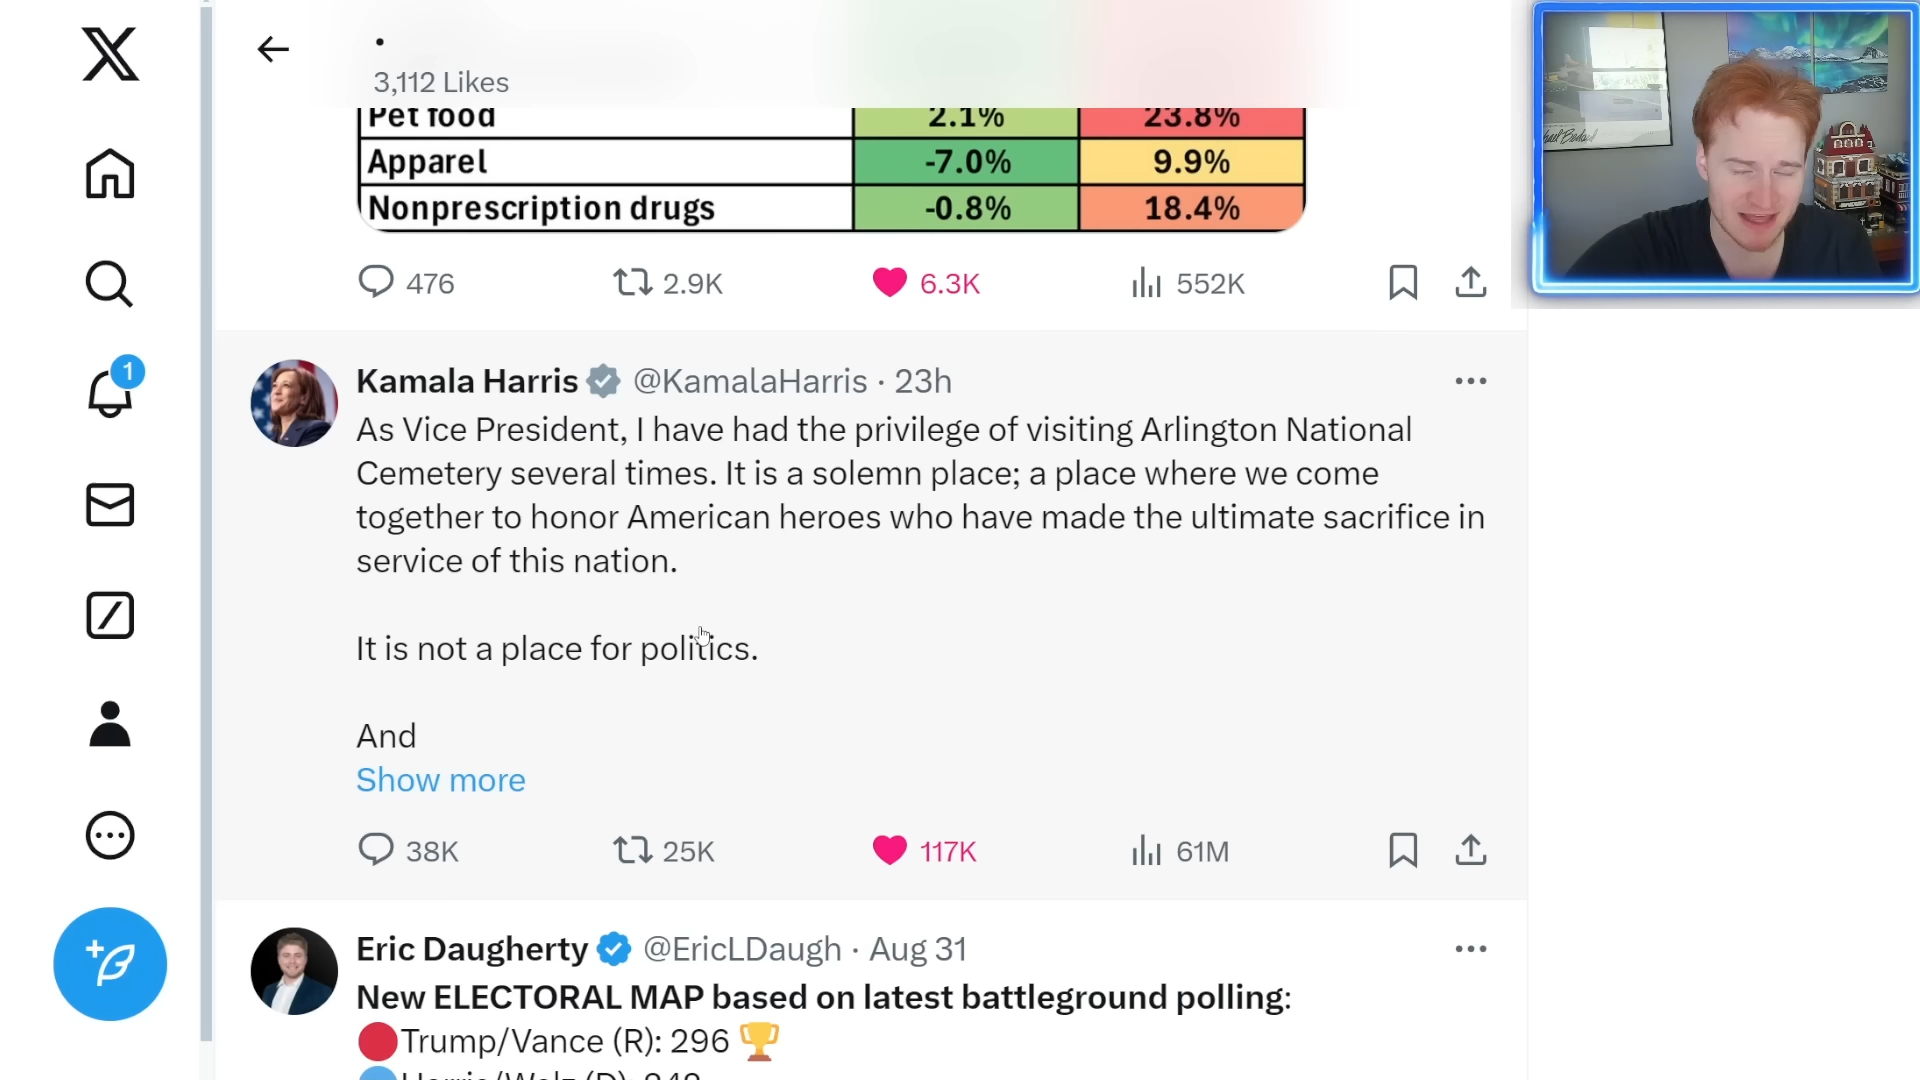 .
3,112 Likes
Pet food 2.1% 23.8%
Apparel -7.0% 9.9%
Nonprescription drugs -0.8% 18.4%
476 2.9K 6.3K 552K
1
Kamala Harris @KamalaHarris · 23h
As Vice President, I have had the privilege of visiting Arlington National
Cemetery several times. It is a solemn place; a place where we come
together to honor American heroes who have made the ultimate sacrifice in
service of this nation.
It is not a place for politics.
And
Show more
38K 25K 117K 61M
Eric Daugherty @EricLDaugh · Aug 31
New ELECTORAL MAP based on latest battleground polling:
🔴Trump/Vance (R): 296 🏆